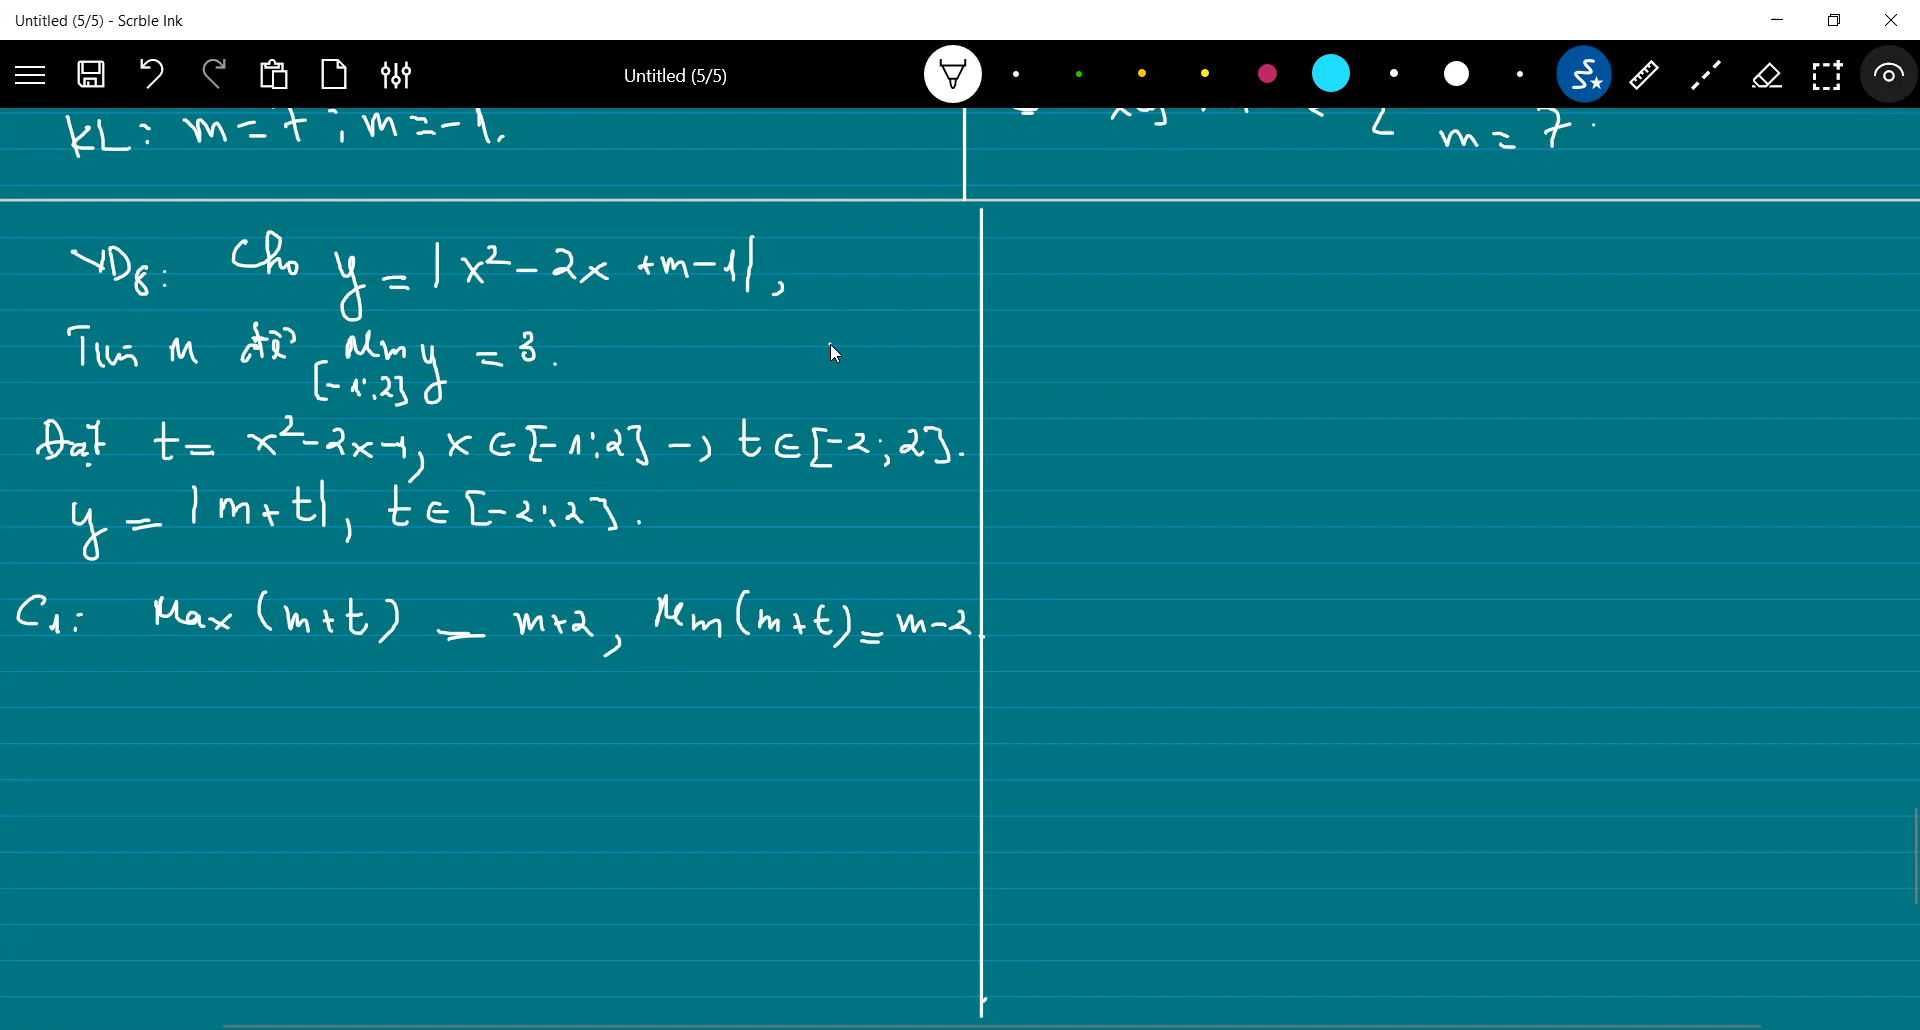 Untitled (5/5) - Scrble Ink
Untitled (5/5)
KL: m = 7 ; m = -1.
m = 7.
VD8: Cho y = |x² - 2x + m - 1|,
Tìm m để Min y = 3.
[-1; 2]
Đặt t = x² - 2x - 1, x ∈ [-1; 2] → t ∈ [-2; 2].
y = |m + t|, t ∈ [-2; 2].
C1: Max (m + t) = m + 2, Min (m + t) = m - 2.